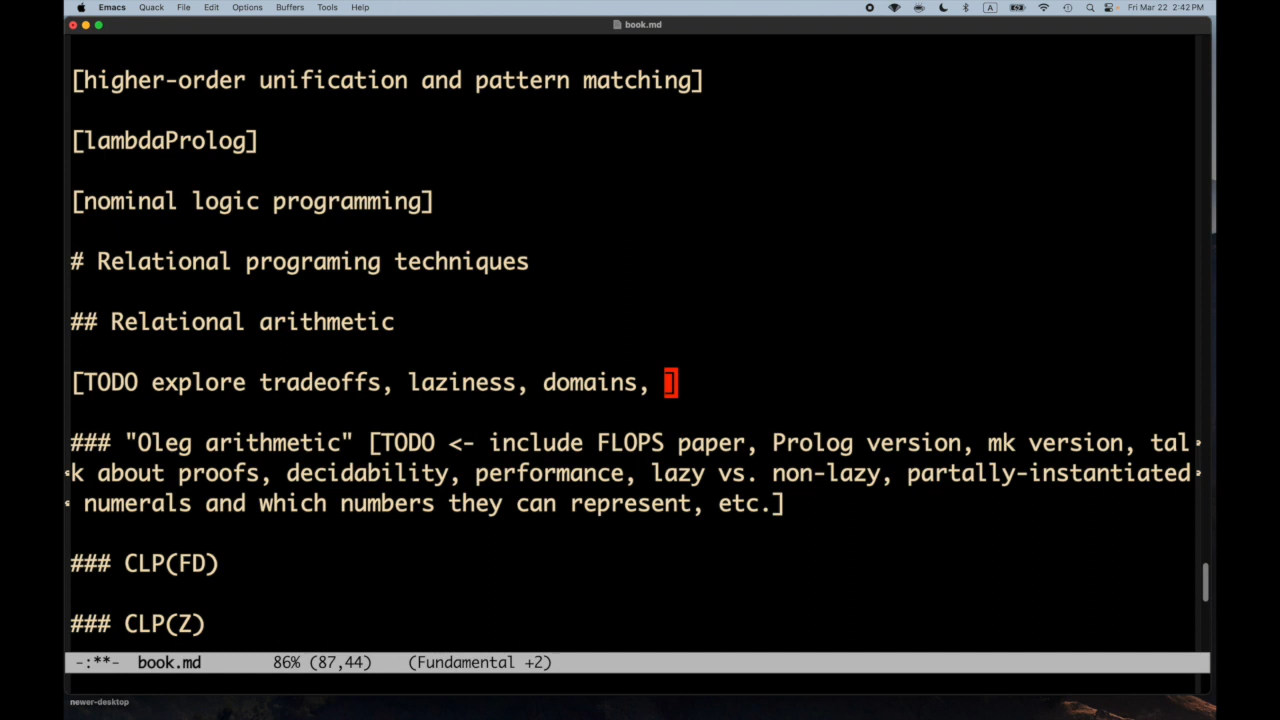 Emacs Quack File Edit Options Buffers Tools Help A Fri Mar 22 2:42 PM
book.md
[higher-order unification and pattern matching]
[lambdaProlog]
[nominal logic programming]
# Relational programing techniques
## Relational arithmetic
[TODO explore tradeoffs, laziness, domains, ]
### "Oleg arithmetic" [TODO <- include FLOPS paper, Prolog version, mk version, tal
k about proofs, decidability, performance, lazy vs. non-lazy, partially-instantiated
numerals and which numbers they can represent, etc.]
### CLP(FD)
### CLP(Z)
-:**- book.md 86% (87,44) (Fundamental +2)
newer-desktop